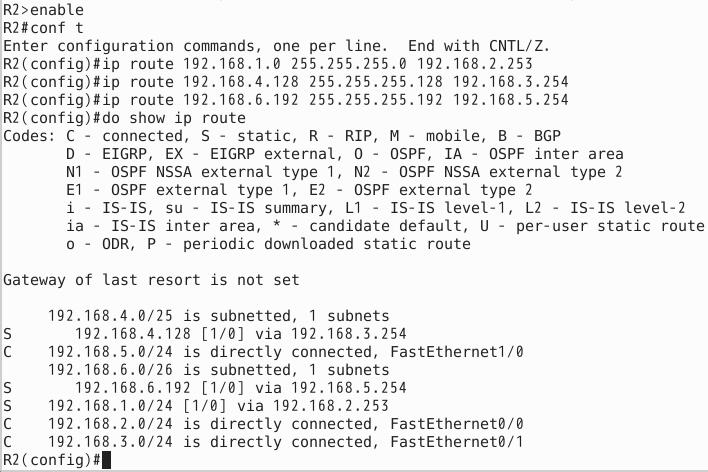 R2>enable
R2#conf t
Enter configuration commands, one per line.  End with CNTL/Z.
R2(config)#ip route 192.168.1.0 255.255.255.0 192.168.2.253
R2(config)#ip route 192.168.4.128 255.255.255.128 192.168.3.254
R2(config)#ip route 192.168.6.192 255.255.255.192 192.168.5.254
R2(config)#do show ip route
Codes: C - connected, S - static, R - RIP, M - mobile, B - BGP
       D - EIGRP, EX - EIGRP external, O - OSPF, IA - OSPF inter area
       N1 - OSPF NSSA external type 1, N2 - OSPF NSSA external type 2
       E1 - OSPF external type 1, E2 - OSPF external type 2
       i - IS-IS, su - IS-IS summary, L1 - IS-IS level-1, L2 - IS-IS level-2
       ia - IS-IS inter area, * - candidate default, U - per-user static route
       o - ODR, P - periodic downloaded static route
Gateway of last resort is not set
     192.168.4.0/25 is subnetted, 1 subnets
S       192.168.4.128 [1/0] via 192.168.3.254
C    192.168.5.0/24 is directly connected, FastEthernet1/0
     192.168.6.0/26 is subnetted, 1 subnets
S       192.168.6.192 [1/0] via 192.168.5.254
S    192.168.1.0/24 [1/0] via 192.168.2.253
C    192.168.2.0/24 is directly connected, FastEthernet0/0
C    192.168.3.0/24 is directly connected, FastEthernet0/1
R2(config)#